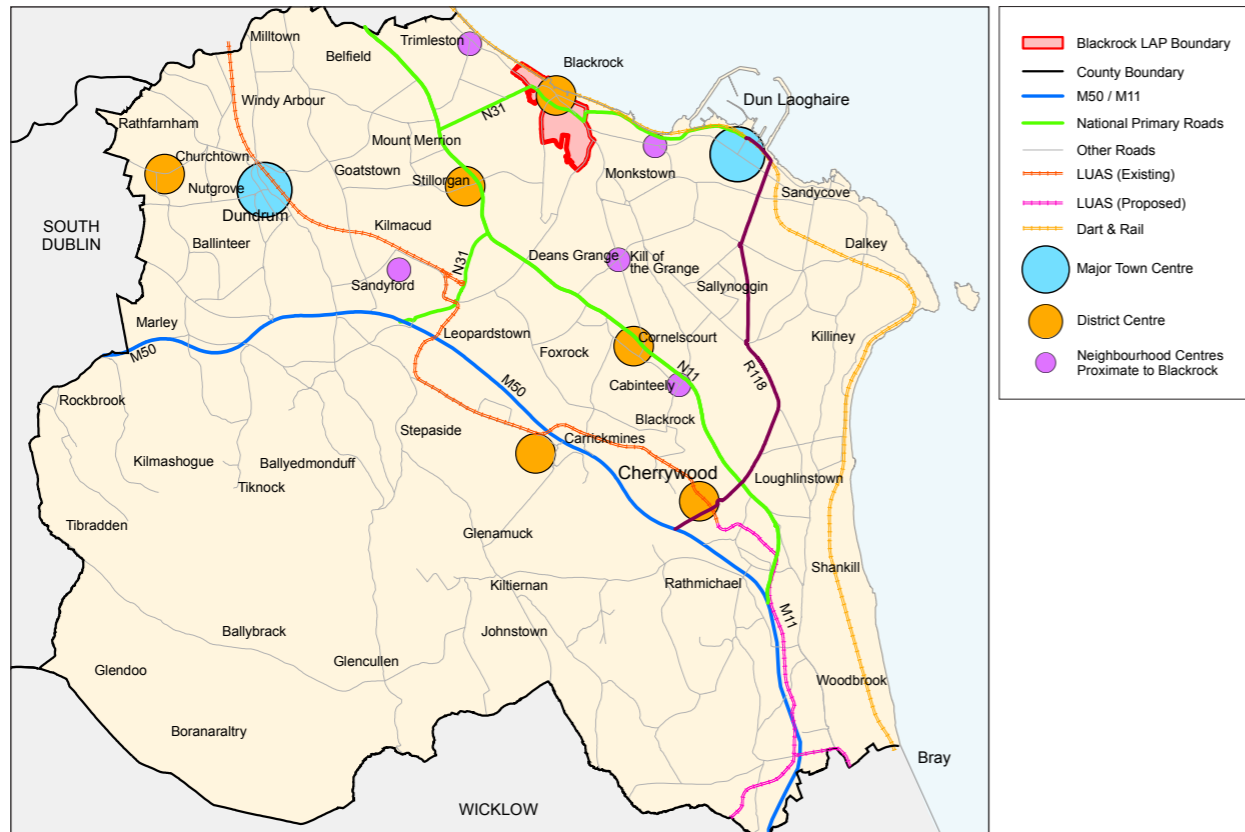 Milltown
Belfield
Trimleston
Blackrock
Windy Arbour
N31
Dun Laoghaire
Rathfarnham
Mount Merrion
Churchtown
Goatstown
Stillorgan
Monkstown
Nutgrove
Sandycove
Dundrum
SOUTH
DUBLIN
Kilmacud
Ballinteer
Dalkey
Deans Grange
Kill of
the Grange
N31
Sandyford
Sallynoggin
Marley
Leopardstown
Cornelscourt
Killiney
M50
Foxrock
N11
R118
M50
Cabinteely
Rockbrook
Blackrock
Stepaside
Carrickmines
Kilmashogue
Ballyedmonduff
Cherrywood
Loughlinstown
Tiknock
Tibradden
Glenamuck
Shankill
Kiltiernan
Rathmichael
M11
Ballybrack
Johnstown
Glendoo
Glencullen
Woodbrook
Boranaraltry
Bray
WICKLOW
Blackrock LAP Boundary
County Boundary
M50 / M11
National Primary Roads
Other Roads
LUAS (Existing)
LUAS (Proposed)
Dart & Rail
Major Town Centre
District Centre
Neighbourhood Centres
Proximate to Blackrock